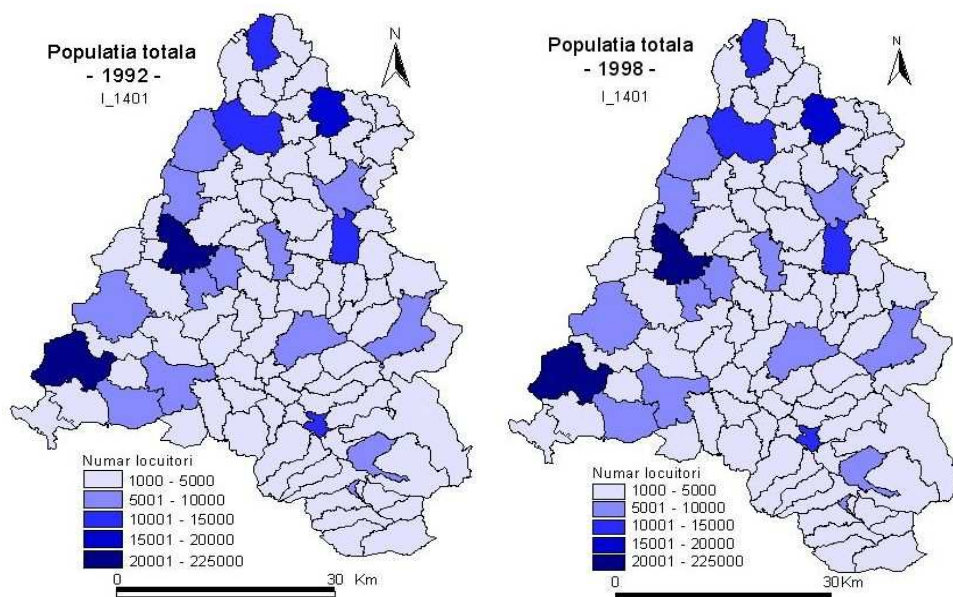 Populatia totala
- 1992 -
I_1401
N
Numar locuitori
1000 - 5000
5001 - 10000
10001 - 15000
15001 - 20000
20001 - 225000
0 30 Km
Populatia totala
- 1998 -
I_1401
N
Numar locuitori
1000 - 5000
5001 - 10000
10001 - 15000
15001 - 20000
20001 - 225000
0 30Km